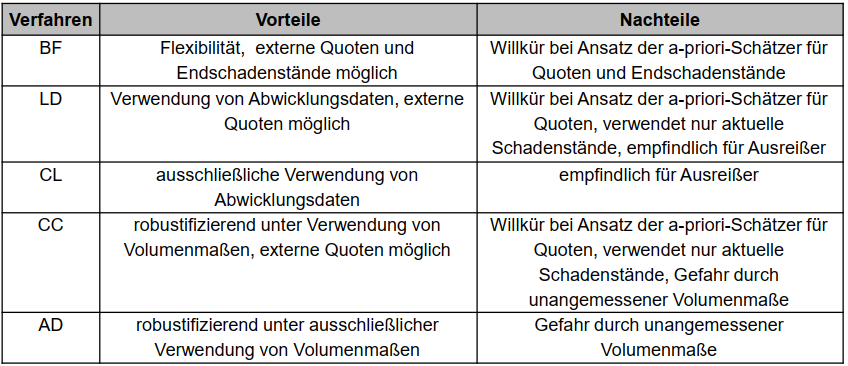 Verfahren Vorteile Nachteile
BF Flexibilität, externe Quoten und Willkür bei Ansatz der a-priori-Schätzer für
Endschadenstände möglich Quoten und Endschadenstände
LD Verwendung von Abwicklungsdaten, externe Willkür bei Ansatz der a-priori-Schätzer für
Quoten möglich Quoten, verwendet nur aktuelle
Schadenstände, empfindlich für Ausreißer
CL ausschließliche Verwendung von empfindlich für Ausreißer
Abwicklungsdaten
CC robustifizierend unter Verwendung von Willkür bei Ansatz der a-priori-Schätzer für
Volumenmaßen, externe Quoten möglich Quoten, verwendet nur aktuelle
Schadenstände, Gefahr durch
unangemessener Volumenmaße
AD robustifizierend unter ausschließlicher Gefahr durch unangemessener
Verwendung von Volumenmaßen Volumenmaße